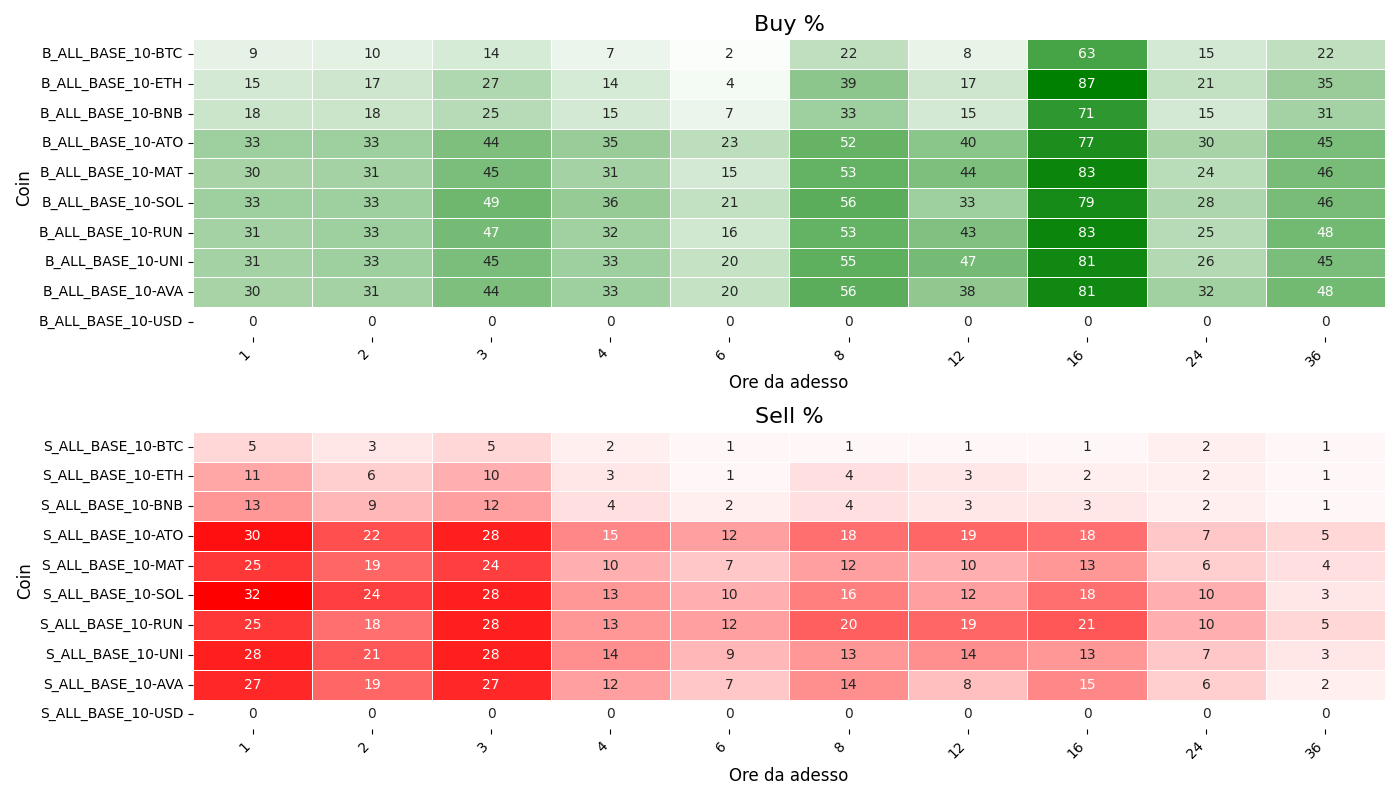 Buy %
Coin
B_ALL_BASE_10-BTC 9 10 14 7 2 22 8 63 15 22
B_ALL_BASE_10-ETH 15 17 27 14 4 39 17 87 21 35
B_ALL_BASE_10-BNB 18 18 25 15 7 33 15 71 15 31
B_ALL_BASE_10-ATO 33 33 44 35 23 52 40 77 30 45
B_ALL_BASE_10-MAT 30 31 45 31 15 53 44 83 24 46
B_ALL_BASE_10-SOL 33 33 49 36 21 56 33 79 28 46
B_ALL_BASE_10-RUN 31 33 47 32 16 53 43 83 25 48
B_ALL_BASE_10-UNI 31 33 45 33 20 55 47 81 26 45
B_ALL_BASE_10-AVA 30 31 44 33 20 56 38 81 32 48
B_ALL_BASE_10-USD 0 0 0 0 0 0 0 0 0 0
1 2 3 4 6 8 12 16 24 36
Ore da adesso
Sell %
Coin
S_ALL_BASE_10-BTC 5 3 5 2 1 1 1 1 2 1
S_ALL_BASE_10-ETH 11 6 10 3 1 4 3 2 2 1
S_ALL_BASE_10-BNB 13 9 12 4 2 4 3 3 2 1
S_ALL_BASE_10-ATO 30 22 28 15 12 18 19 18 7 5
S_ALL_BASE_10-MAT 25 19 24 10 7 12 10 13 6 4
S_ALL_BASE_10-SOL 32 24 28 13 10 16 12 18 10 3
S_ALL_BASE_10-RUN 25 18 28 13 12 20 19 21 10 5
S_ALL_BASE_10-UNI 28 21 28 14 9 13 14 13 7 3
S_ALL_BASE_10-AVA 27 19 27 12 7 14 8 15 6 2
S_ALL_BASE_10-USD 0 0 0 0 0 0 0 0 0 0
1 2 3 4 6 8 12 16 24 36
Ore da adesso